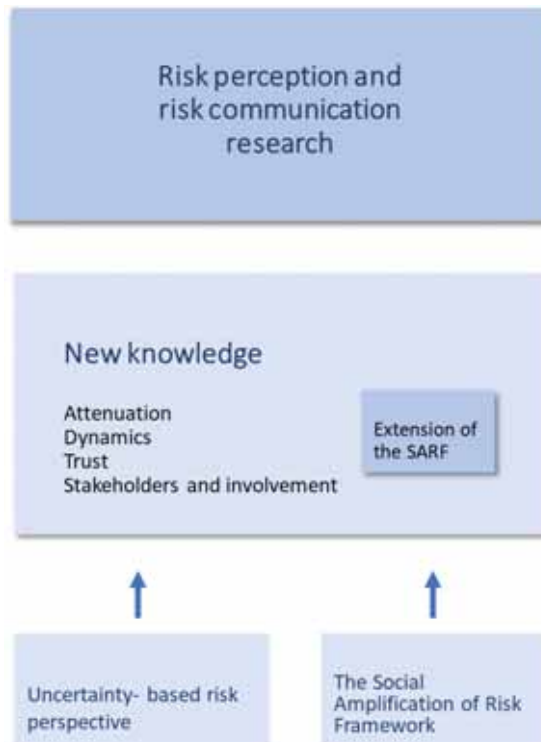 Risk perception and
risk communication
research
New knowledge
Attenuation
Dynamics
Trust
Stakeholders and involvement
Extension of
the SARF
Uncertainty- based risk
perspective
The Social
Amplification of Risk
Framework